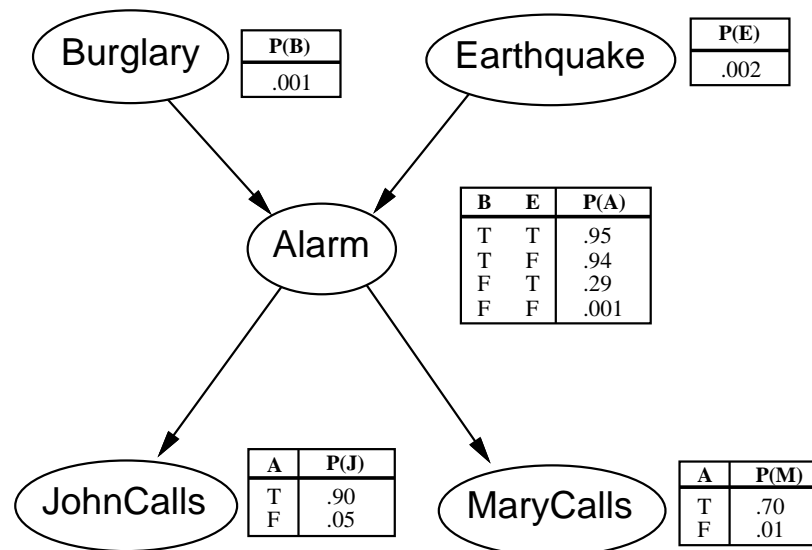 Burglary
P(B)
.001
Earthquake
P(E)
.002
Alarm
B E P(A)
T T .95
T F .94
F T .29
F F .001
JohnCalls
A P(J)
T .90
F .05
MaryCalls
A P(M)
T .70
F .01